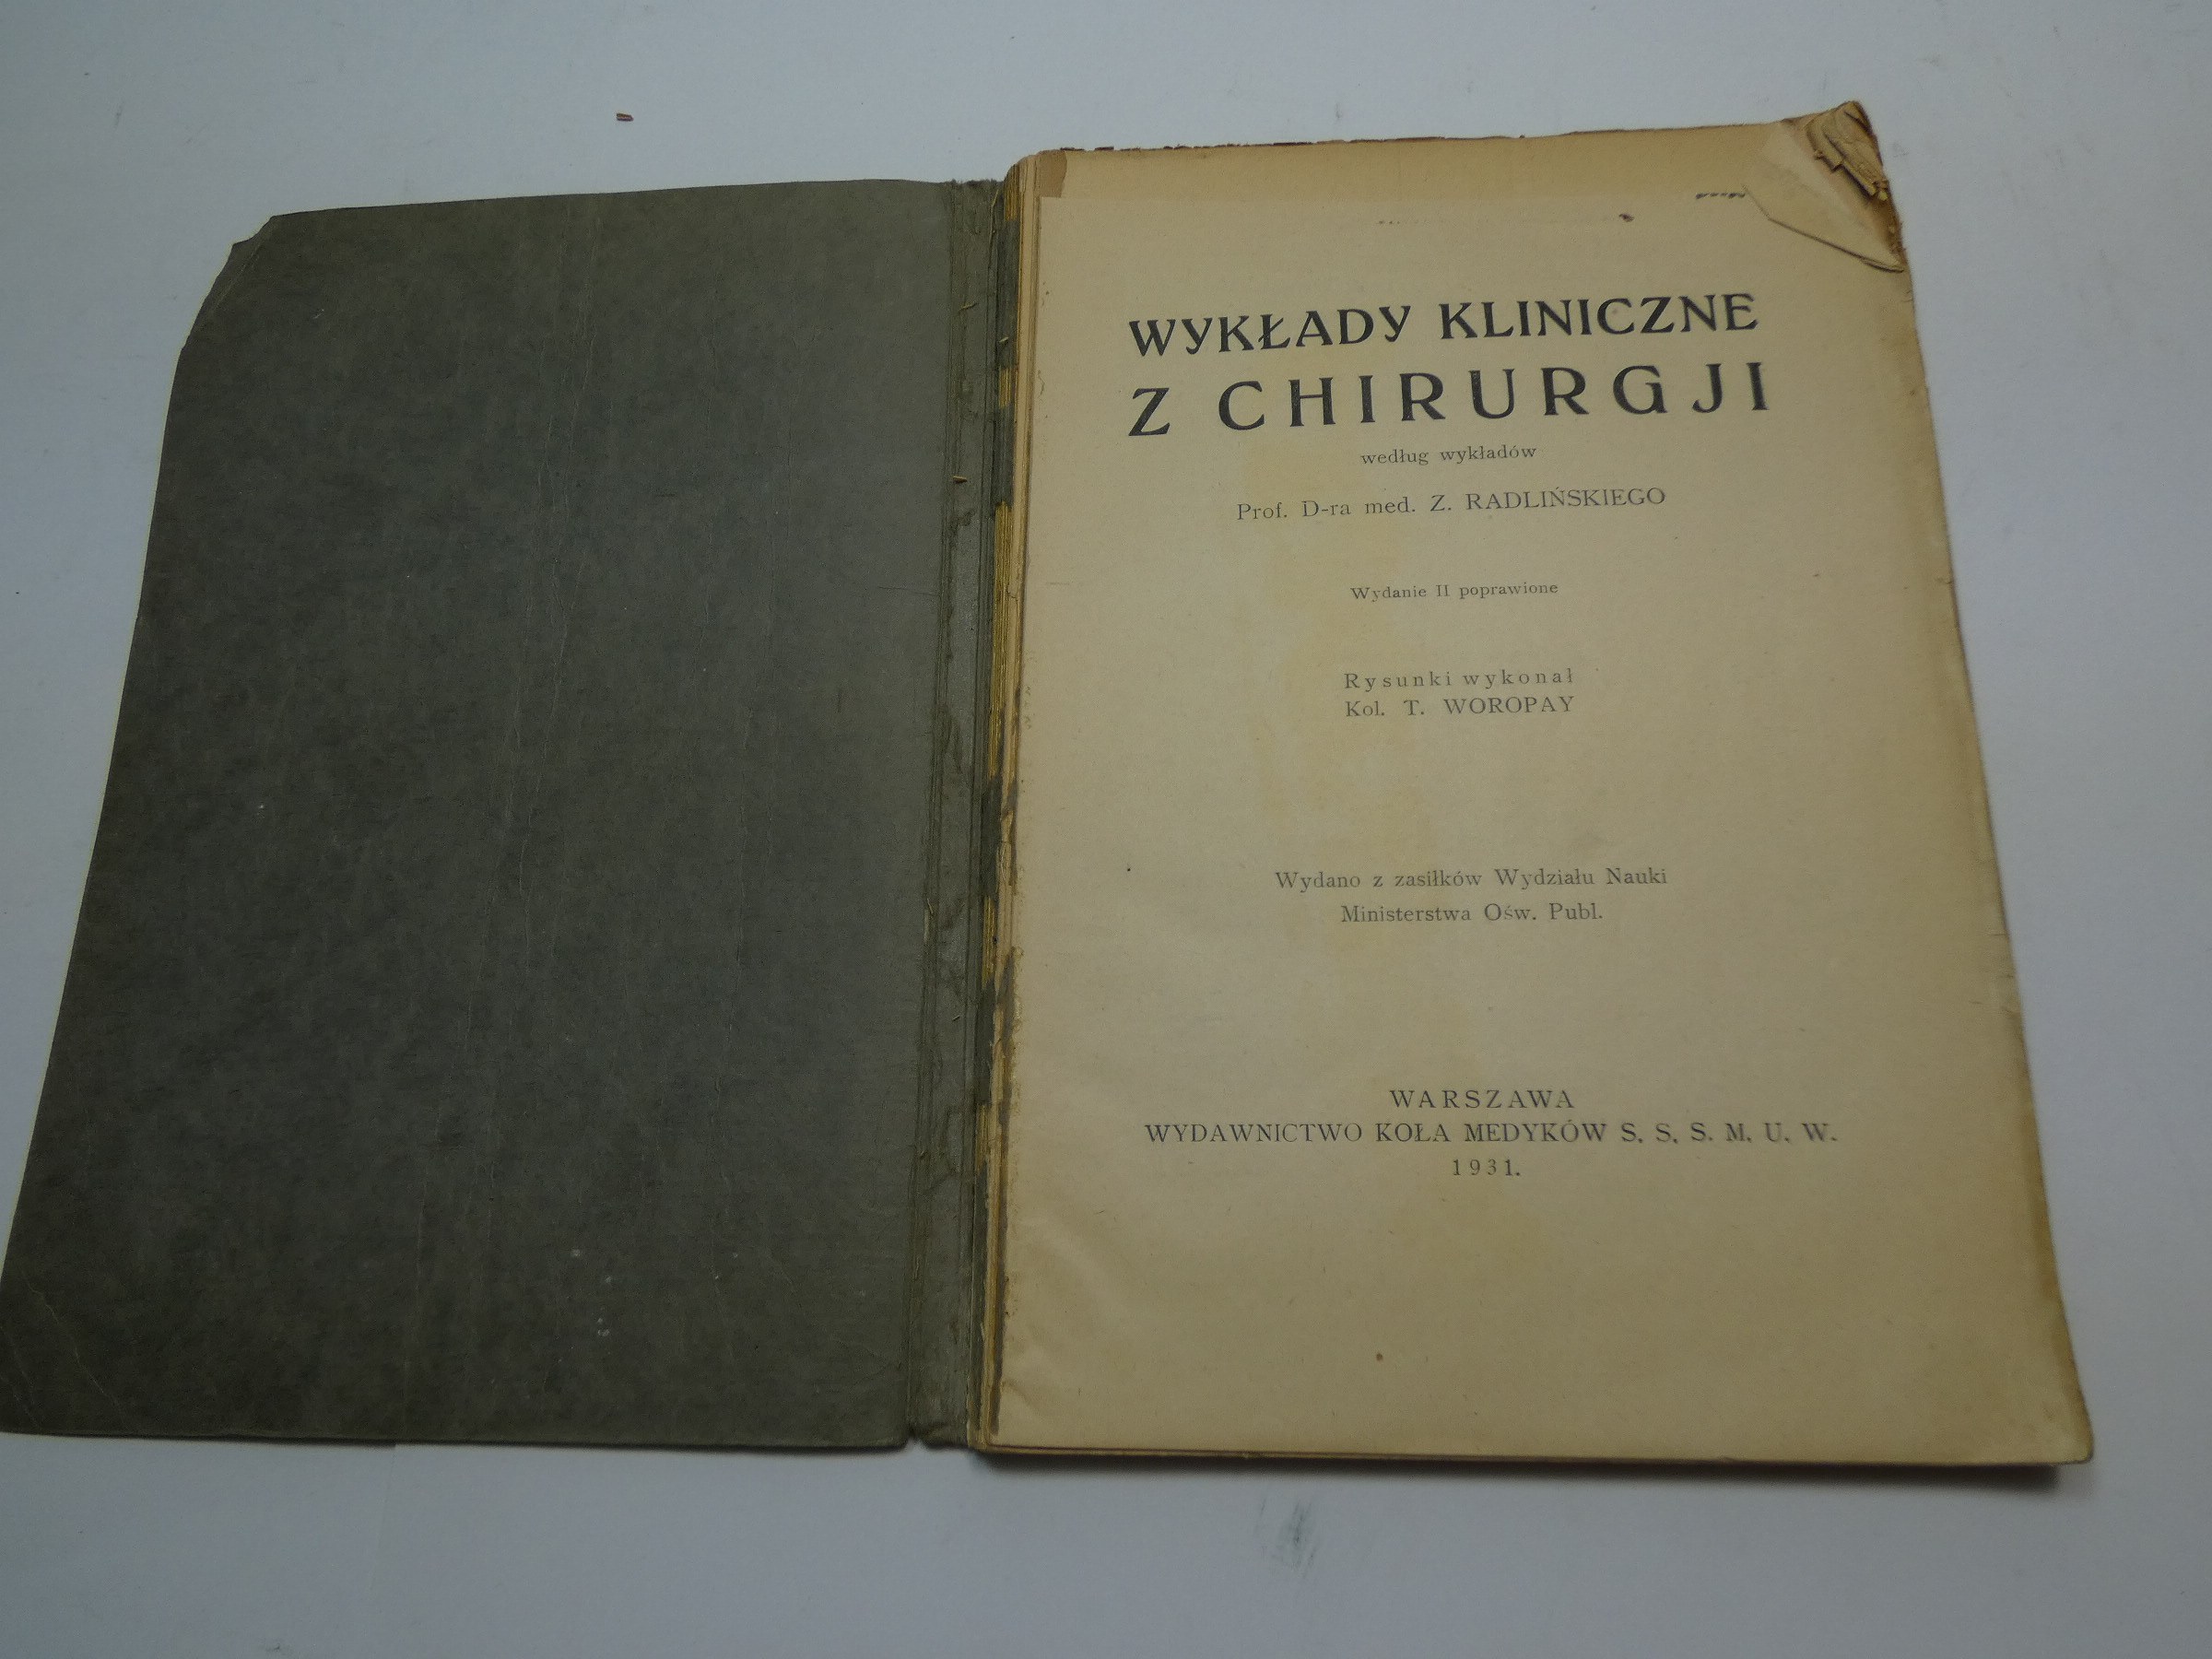 WYKŁADY KLINICZNE
Z CHIRURGJI
według wykładów
Prof. D-ra med. Z. RADLIŃSKIEGO
Wydanie II poprawione
Rysunki wykonał
Kol. T. WOROPAY
Wydano z zasiłków Wydziału Nauki
Ministerstwa Ośw. Publ.
WARSZAWA
WYDAWNICTWO KOŁA MEDYKÓW S. S. S. M. U. W.
1931.